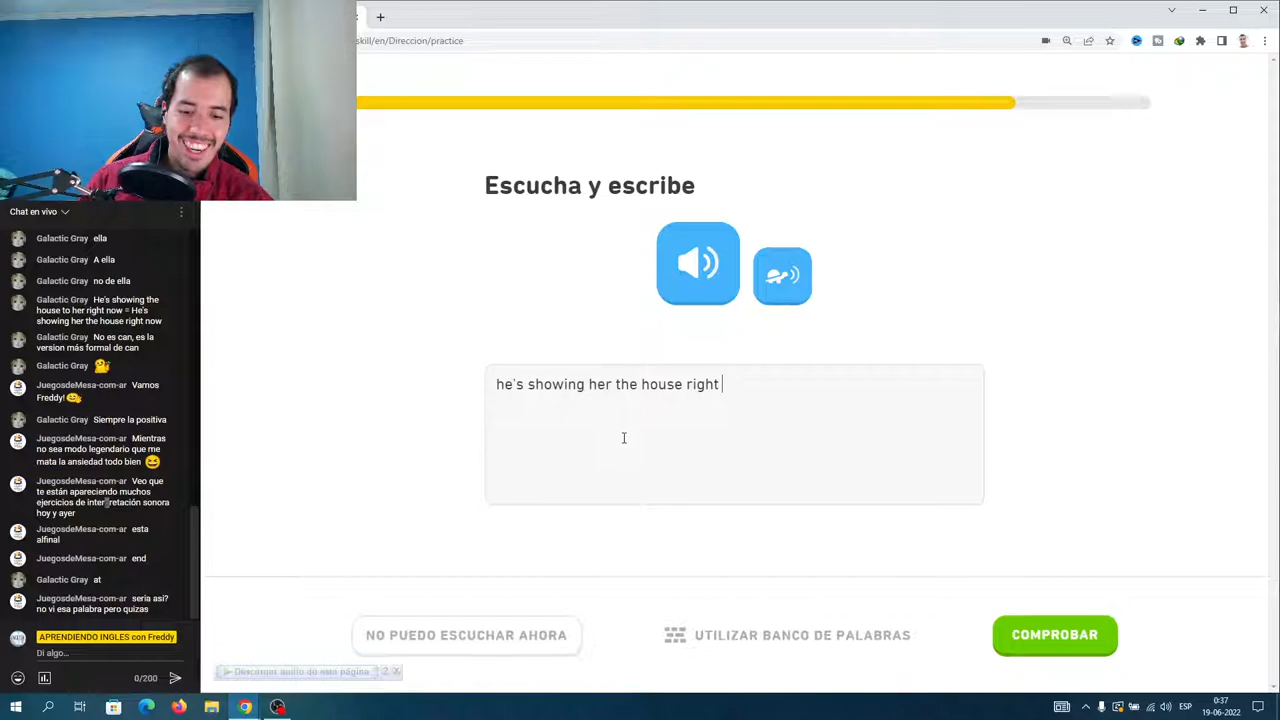 skill/en/Direccion/practice
Escucha y escribe
he's showing her the house right
NO PUEDO ESCUCHAR AHORA
UTILIZAR BANCO DE PALABRAS
COMPROBAR
Chat en vivo
Galactic Gray ella
Galactic Gray A ella
Galactic Gray no de ella
Galactic Gray He's showing the
house to her right now = He's
showing her the house right now
Galactic Gray No es can, es la
version más formal de can
Galactic Gray
JuegosdeMesa-com-ar Vamos
Freddy!
Galactic Gray Siempre la positiva
JuegosdeMesa-com-ar Mientras
no sea modo legendario que me
mata la ansiedad todo bien
JuegosdeMesa-com-ar Veo que
te están apareciendo muchos
ejercicios de interpretación sonora
hoy y ayer
JuegosdeMesa-com-ar esta
alfinal
JuegosdeMesa-com-ar end
Galactic Gray at
JuegosdeMesa-com-ar seria asi?
no vi esa palabra pero quizas
APRENDIENDO INGLES con Freddy
Di algo...
0/200
Descargar audio de esta página
ESP
0:37
19-06-2022